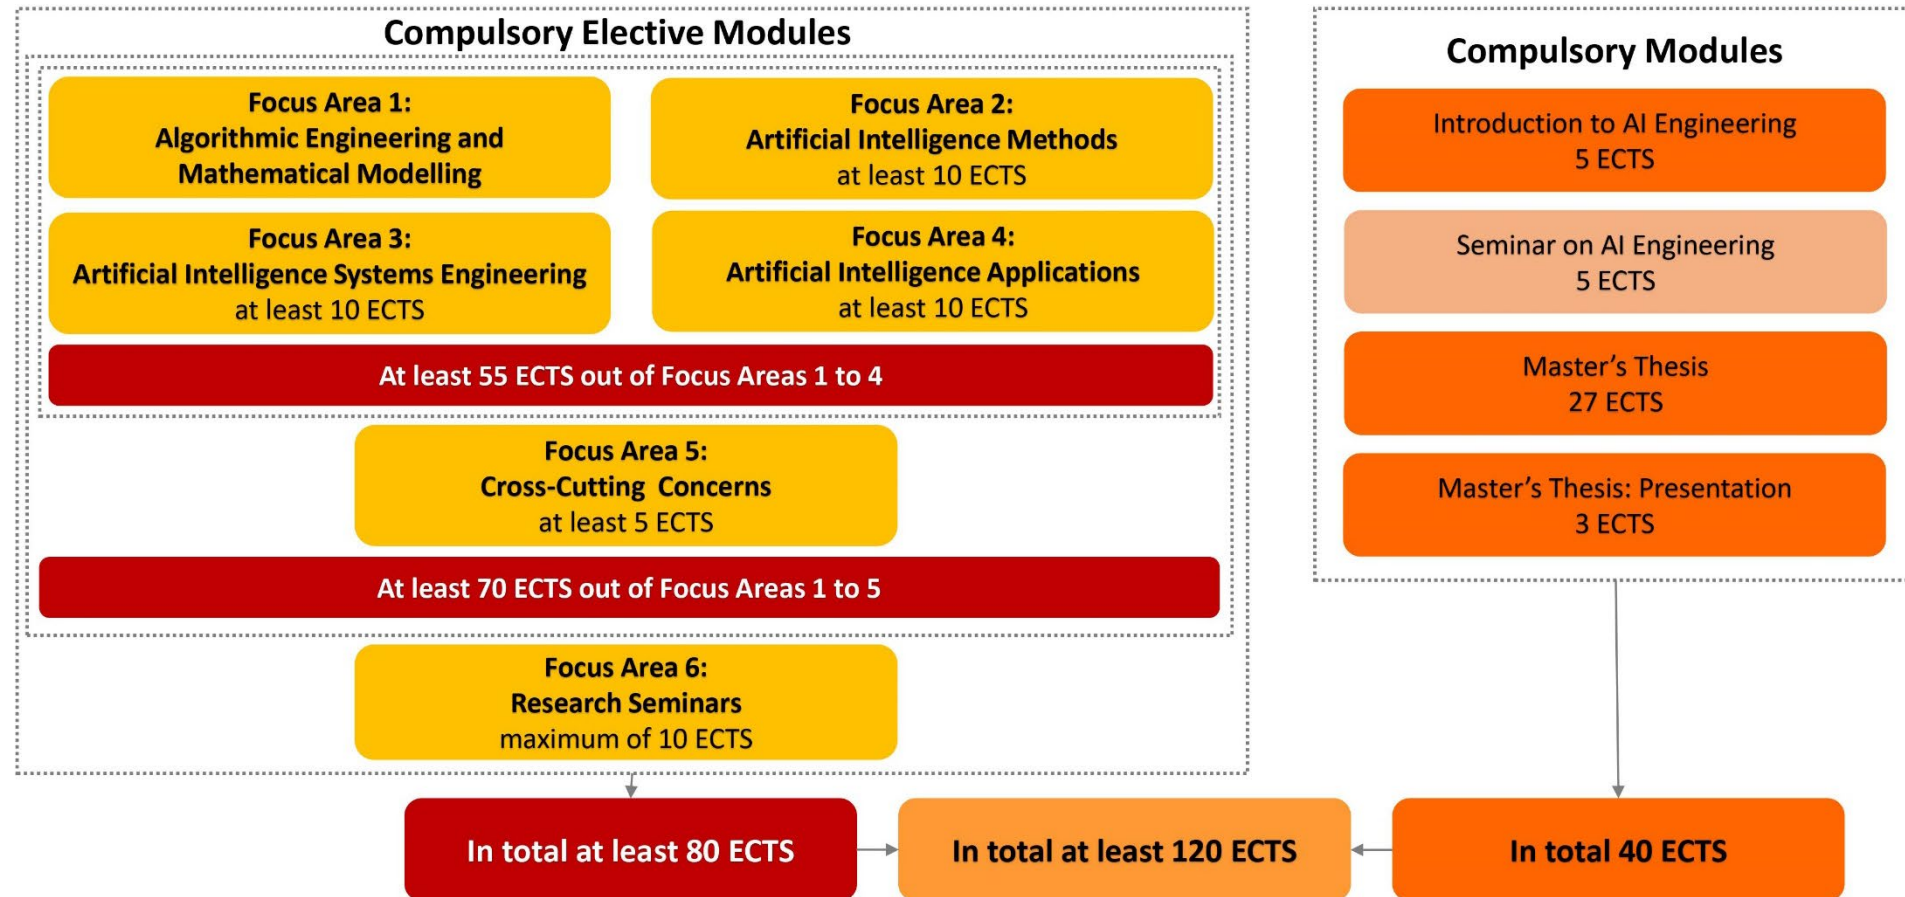 Compulsory Elective Modules
Focus Area 1:
Algorithmic Engineering and
Mathematical Modelling
Focus Area 2:
Artificial Intelligence Methods
at least 10 ECTS
Focus Area 3:
Artificial Intelligence Systems Engineering
at least 10 ECTS
Focus Area 4:
Artificial Intelligence Applications
at least 10 ECTS
At least 55 ECTS out of Focus Areas 1 to 4
Focus Area 5:
Cross-Cutting Concerns
at least 5 ECTS
At least 70 ECTS out of Focus Areas 1 to 5
Focus Area 6:
Research Seminars
maximum of 10 ECTS
Compulsory Modules
Introduction to AI Engineering
5 ECTS
Seminar on AI Engineering
5 ECTS
Master’s Thesis
27 ECTS
Master’s Thesis: Presentation
3 ECTS
In total at least 80 ECTS
In total at least 120 ECTS
In total 40 ECTS